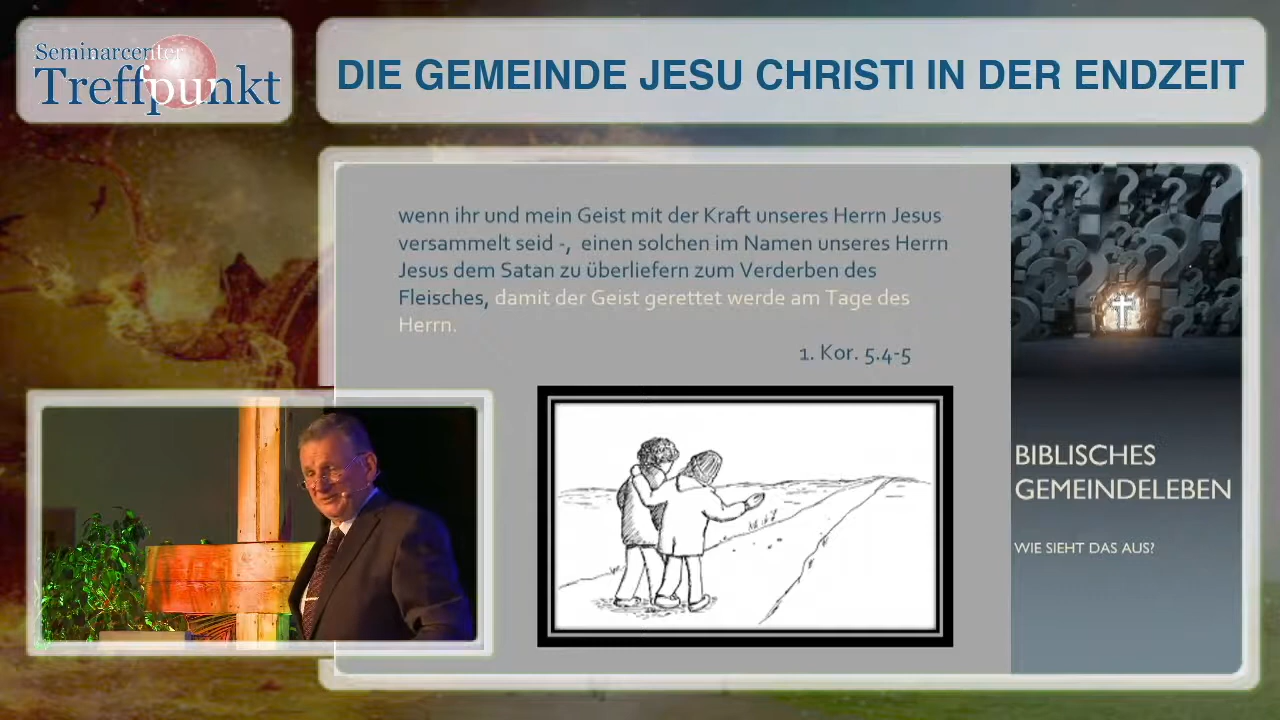 Seminarcenter
Treffpunkt
DIE GEMEINDE JESU CHRISTI IN DER ENDZEIT
wenn ihr und mein Geist mit der Kraft unseres Herrn Jesus
versammelt seid -, einen solchen im Namen unseres Herrn
Jesus dem Satan zu überliefern zum Verderben des
Fleisches, damit der Geist gerettet werde am Tage des
Herrn.
1. Kor. 5.4-5
BIBLISCHES
GEMEINDELEBEN
WIE SIEHT DAS AUS?